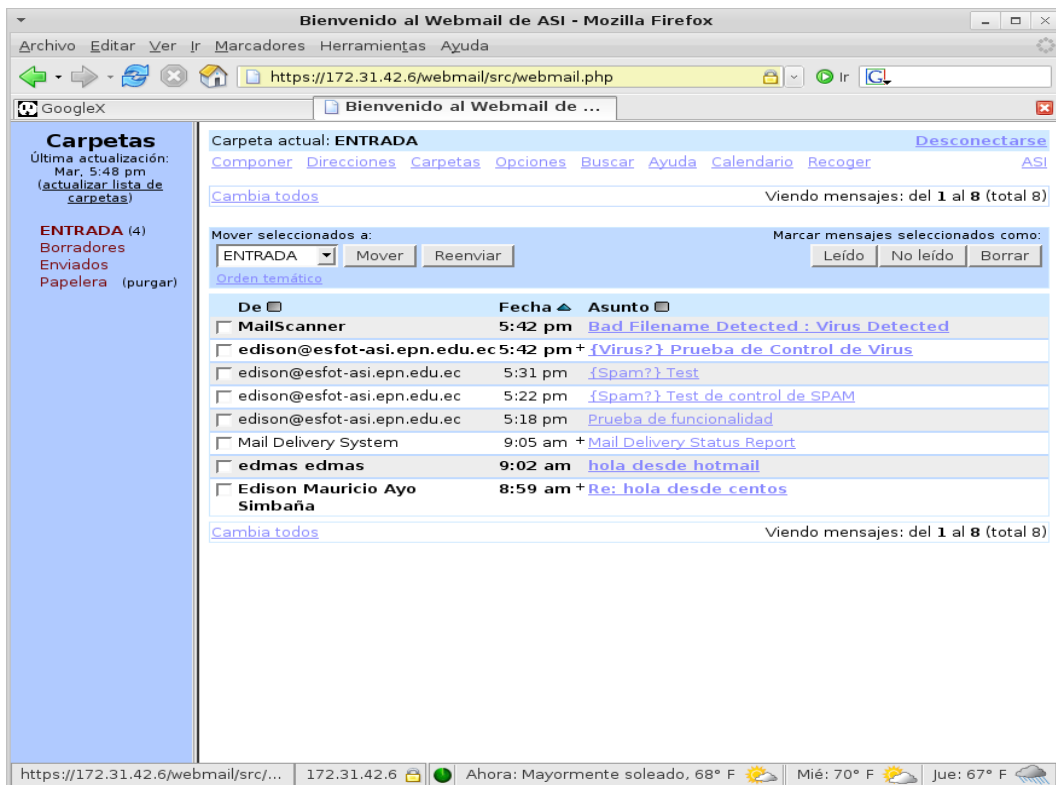 Bienvenido al Webmail de ASI - Mozilla Firefox
Archivo Editar Ver Ir Marcadores Herramientas Ayuda
https://172.31.42.6/webmail/src/webmail.php Ir G
GoogleX Bienvenido al Webmail de ...
Carpetas
Última actualización:
Mar, 5:48 pm
(actualizar lista de
carpetas)
ENTRADA (4)
Borradores
Enviados
Papelera (purgar)
Carpeta actual: ENTRADA Desconectarse
Componer Direcciones Carpetas Opciones Buscar Ayuda Calendario Recoger ASI
Cambia todos Viendo mensajes: del 1 al 8 (total 8)
Mover seleccionados a: Marcar mensajes seleccionados como:
ENTRADA Mover Reenviar Leído No leído Borrar
Orden temático
De Fecha Asunto
MailScanner 5:42 pm Bad Filename Detected : Virus Detected
edison@esfot-asi.epn.edu.ec 5:42 pm + {Virus?} Prueba de Control de Virus
edison@esfot-asi.epn.edu.ec 5:31 pm {Spam?} Test
edison@esfot-asi.epn.edu.ec 5:22 pm {Spam?} Test de control de SPAM
edison@esfot-asi.epn.edu.ec 5:18 pm Prueba de funcionalidad
Mail Delivery System 9:05 am + Mail Delivery Status Report
edmas edmas 9:02 am hola desde hotmail
Edison Mauricio Ayo 8:59 am + Re: hola desde centos
Simbaña
Cambia todos Viendo mensajes: del 1 al 8 (total 8)
https://172.31.42.6/webmail/src/... 172.31.42.6 Ahora: Mayormente soleado, 68° F Mié: 70° F Jue: 67° F